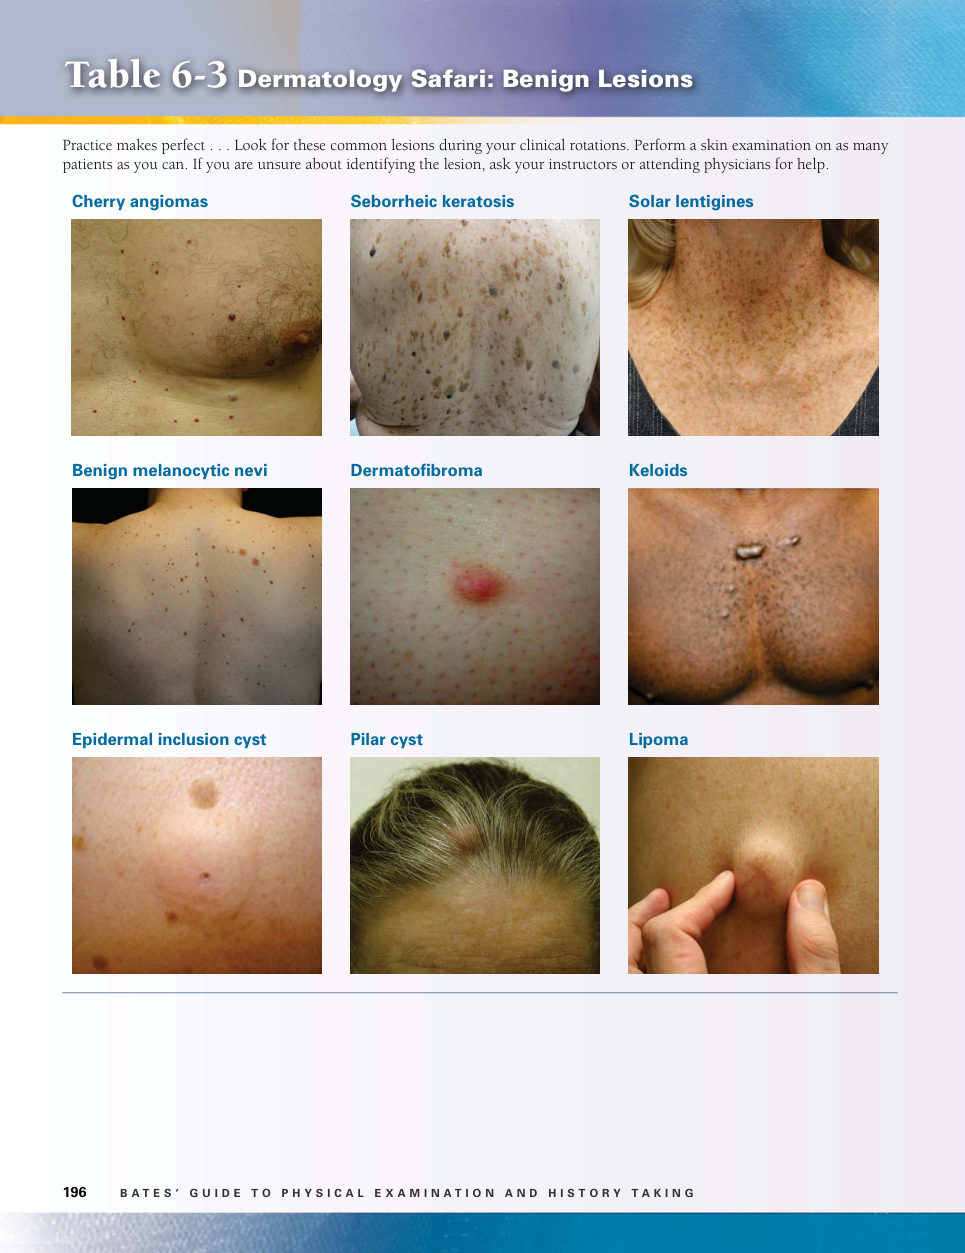 Table 6-3 Dermatology Safari: Benign Lesions
Practice makes perfect . . . Look for these common lesions during your clinical rotations. Perform a skin examination on as many
patients as you can. If you are unsure about identifying the lesion, ask your instructors or attending physicians for help.
Cherry angiomas
Seborrheic keratosis
Solar lentigines
Benign melanocytic nevi
Dermatofibroma
Keloids
Epidermal inclusion cyst
Pilar cyst
Lipoma
196 BATES’ GUIDE TO PHYSICAL EXAMINATION AND HISTORY TAKING